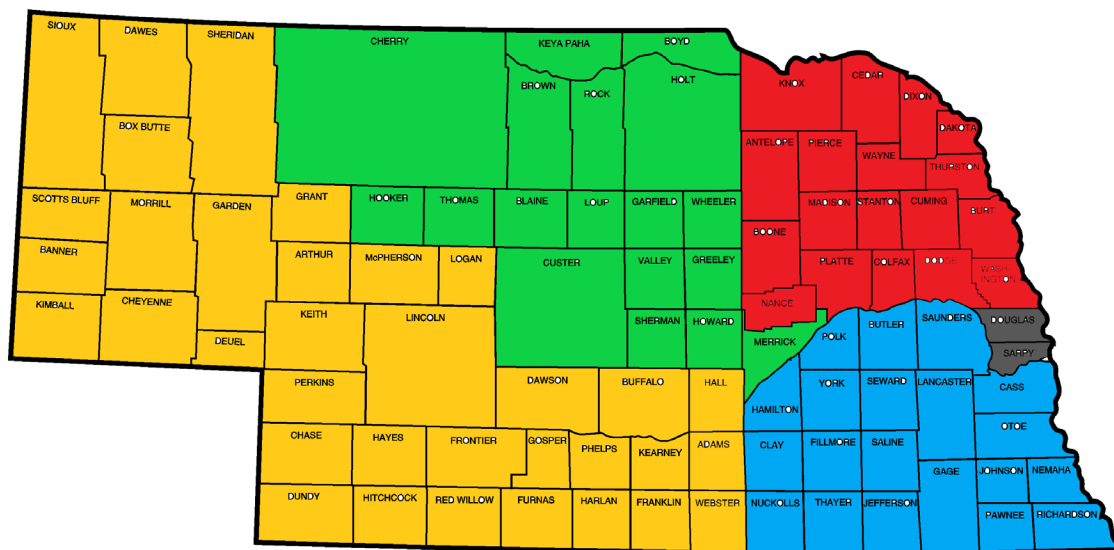 SIOUX
DAWES
SHERIDAN
CHERRY
KEYA PAHA
BOYD
KNOX
CEDAR
DIXON
DAKOTA
BROWN
ROCK
HOLT
BOX BUTTE
ANTELOPE
PIERCE
WAYNE
THURSTON
SCOTTS BLUFF
MORRILL
GARDEN
GRANT
HOOKER
THOMAS
BLAINE
LOUP
GARFIELD
WHEELER
MADISON
STANTON
CUMING
BURT
BOONE
BANNER
ARTHUR
McPHERSON
LOGAN
CUSTER
VALLEY
GREELEY
PLATTE
COLFAX
DODGE
WASH
INGTON
KIMBALL
CHEYENNE
KEITH
LINCOLN
NANCE
DEUEL
SHERMAN
HOWARD
MERRICK
POLK
BUTLER
SAUNDERS
DOUGLAS
SARPY
PERKINS
DAWSON
BUFFALO
HALL
HAMILTON
YORK
SEWARD
LANCASTER
CASS
OTOE
CHASE
HAYES
FRONTIER
GOSPER
PHELPS
KEARNEY
ADAMS
CLAY
FILLMORE
SALINE
GAGE
JOHNSON
NEMAHA
DUNDY
HITCHCOCK
RED WILLOW
FURNAS
HARLAN
FRANKLIN
WEBSTER
NUCKOLLS
THAYER
JEFFERSON
PAWNEE
RICHARDSON